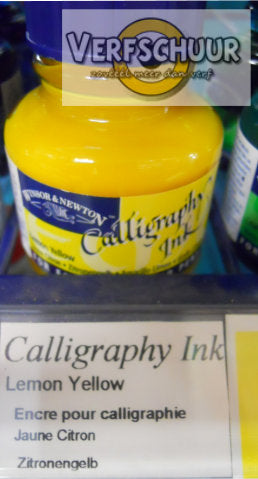 VERFSCHUUR
zoveel meer dan verf
WINSOR & NEWTON™
Calligraphy
Ink
Lemon Yellow
Calligraphy Ink
Lemon Yellow
Encre pour calligraphie
Jaune Citron
Zitronengelb